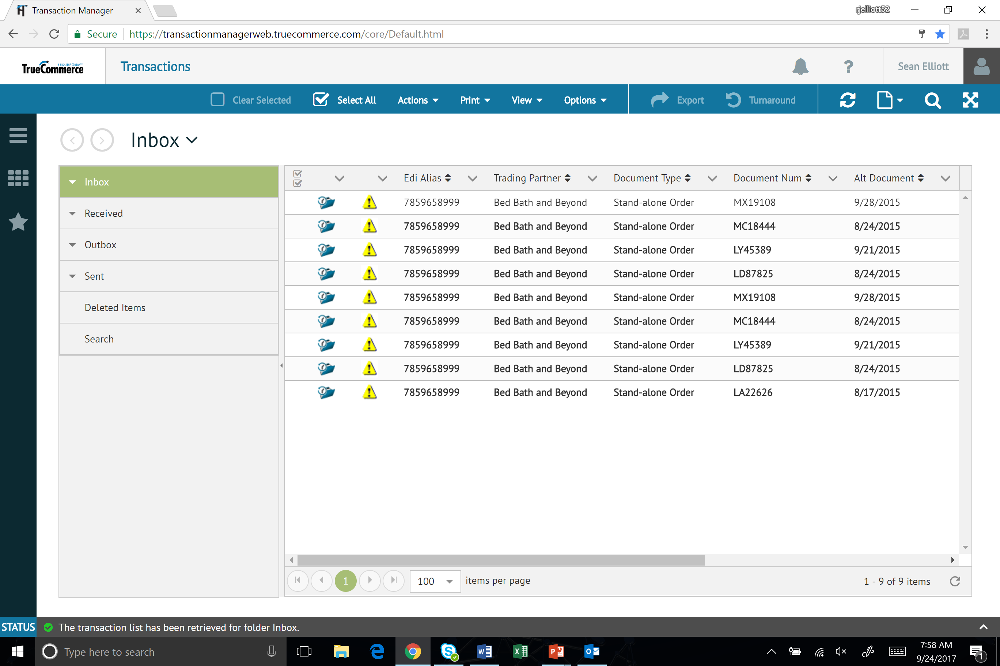 Transaction Manager
rjelliott52
Secure https://transactionmanagerweb.truecommerce.com/core/Default.html
A HIGHJUMP COMPANY™
TrueCommerce
Transactions
Sean Elliott
Clear Selected Select All Actions Print View Options Export Turnaround
Inbox
Inbox
Received
Outbox
Sent
Deleted Items
Search
Edi Alias Trading Partner Document Type Document Num Alt Document
7859658999 Bed Bath and Beyond Stand-alone Order MX19108 9/28/2015
7859658999 Bed Bath and Beyond Stand-alone Order MC18444 8/24/2015
7859658999 Bed Bath and Beyond Stand-alone Order LY45389 9/21/2015
7859658999 Bed Bath and Beyond Stand-alone Order LD87825 8/24/2015
7859658999 Bed Bath and Beyond Stand-alone Order MX19108 9/28/2015
7859658999 Bed Bath and Beyond Stand-alone Order MC18444 8/24/2015
7859658999 Bed Bath and Beyond Stand-alone Order LY45389 9/21/2015
7859658999 Bed Bath and Beyond Stand-alone Order LD87825 8/24/2015
7859658999 Bed Bath and Beyond Stand-alone Order LA22626 8/17/2015
1 100 items per page 1 - 9 of 9 items
STATUS The transaction list has been retrieved for folder Inbox.
Type here to search
7:58 AM
9/24/2017
1